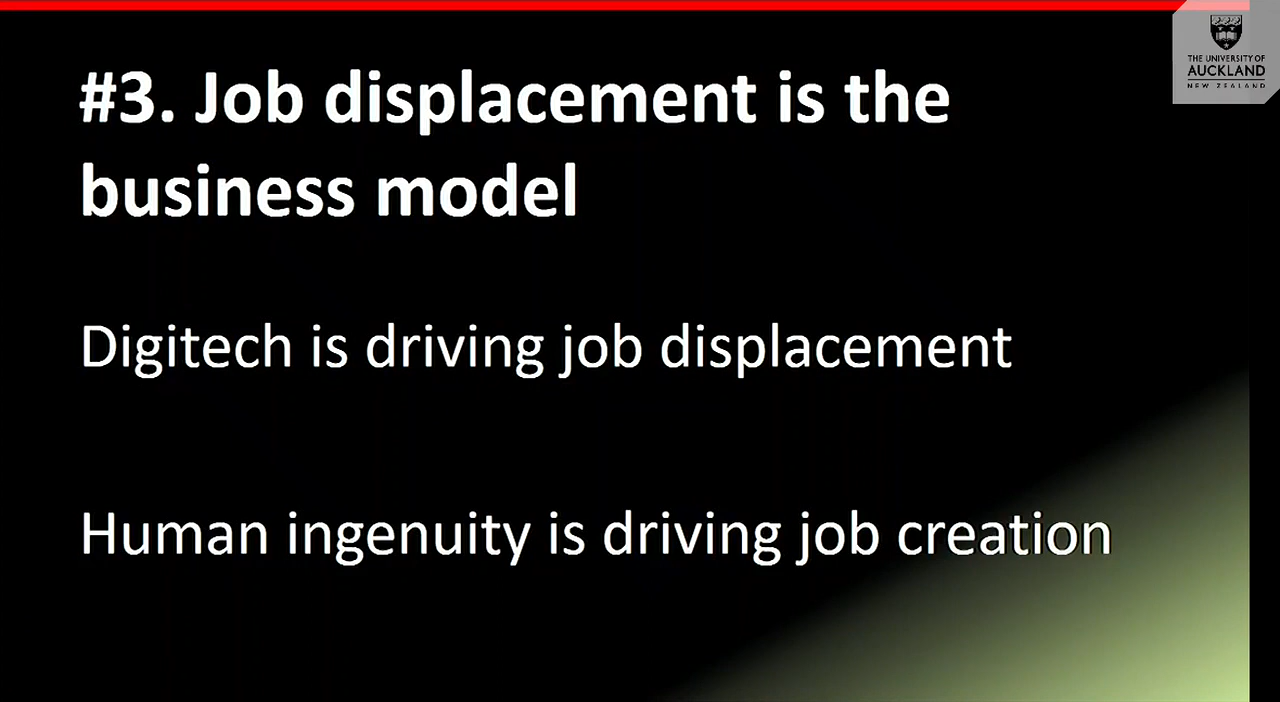 #3. Job displacement is the
business model
Digitech is driving job displacement
Human ingenuity is driving job creation
THE UNIVERSITY OF
AUCKLAND
NEW ZEALAND